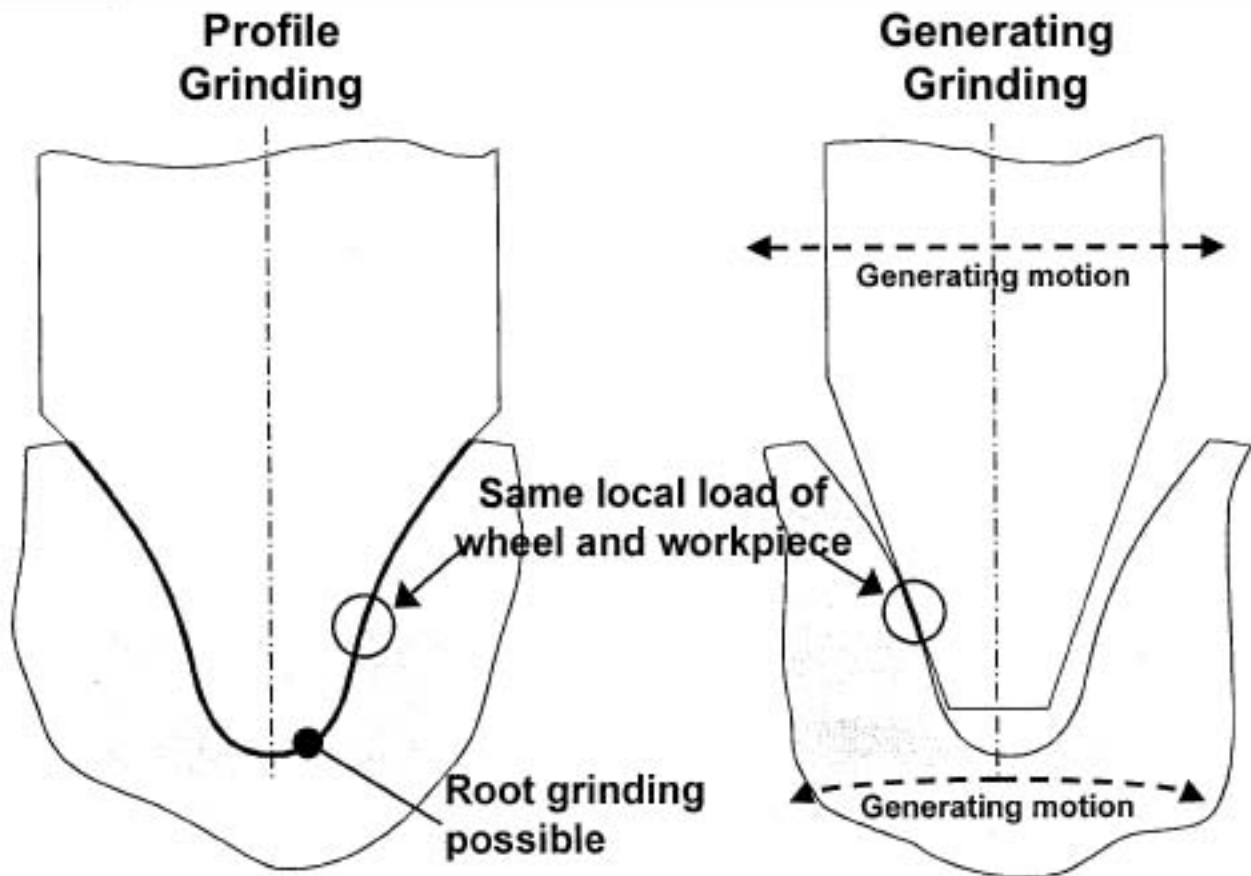 Profile
Grinding
Generating
Grinding
Generating motion
Same local load of
wheel and workpiece
Root grinding
possible
Generating motion